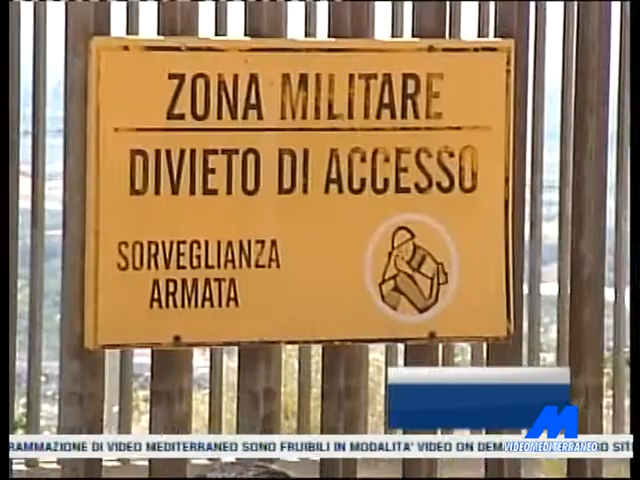 ZONA MILITARE
DIVIETO DI ACCESSO
SORVEGLIANZA
ARMATA
M
RAMMAZIONE DI VIDEO MEDITERRANEO SONO FRUIBILI IN MODALITA' VIDEO ON DEM
VIDEOMEDITERRANEO
O SIT